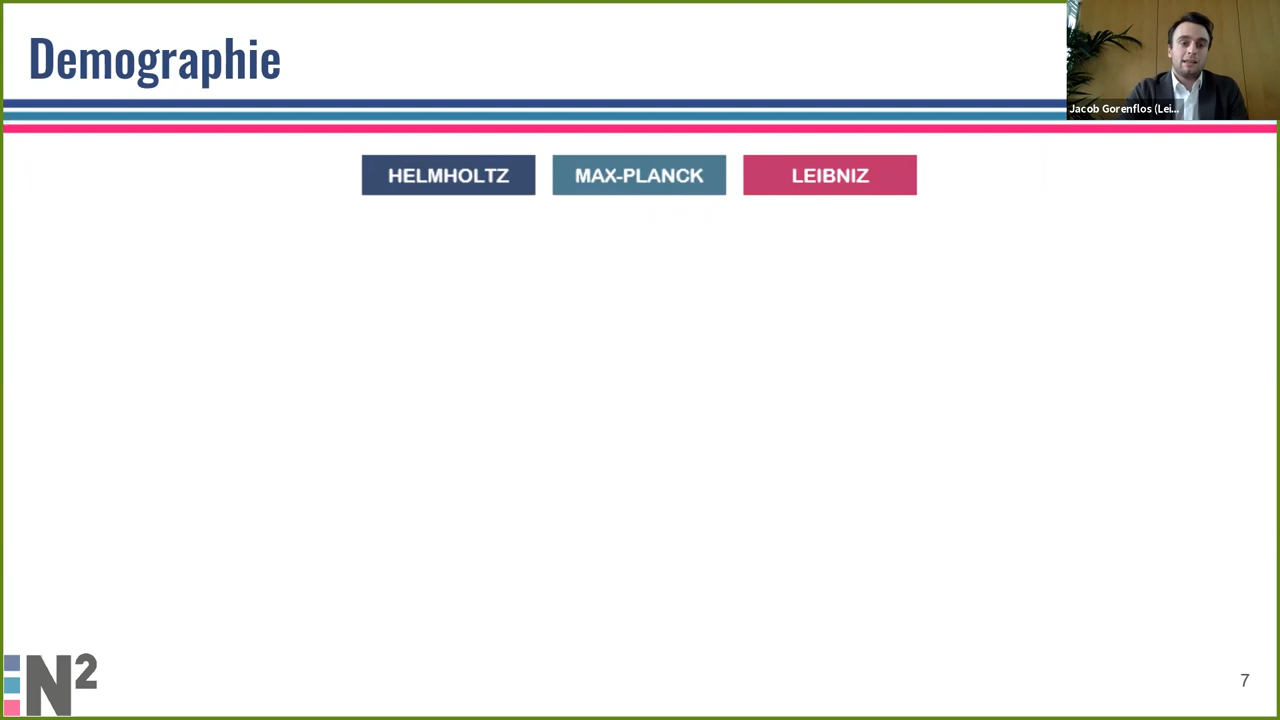 Demographie
Jacob Gorenflos (Lei...
HELMHOLTZ
MAX-PLANCK
LEIBNIZ
N²
7